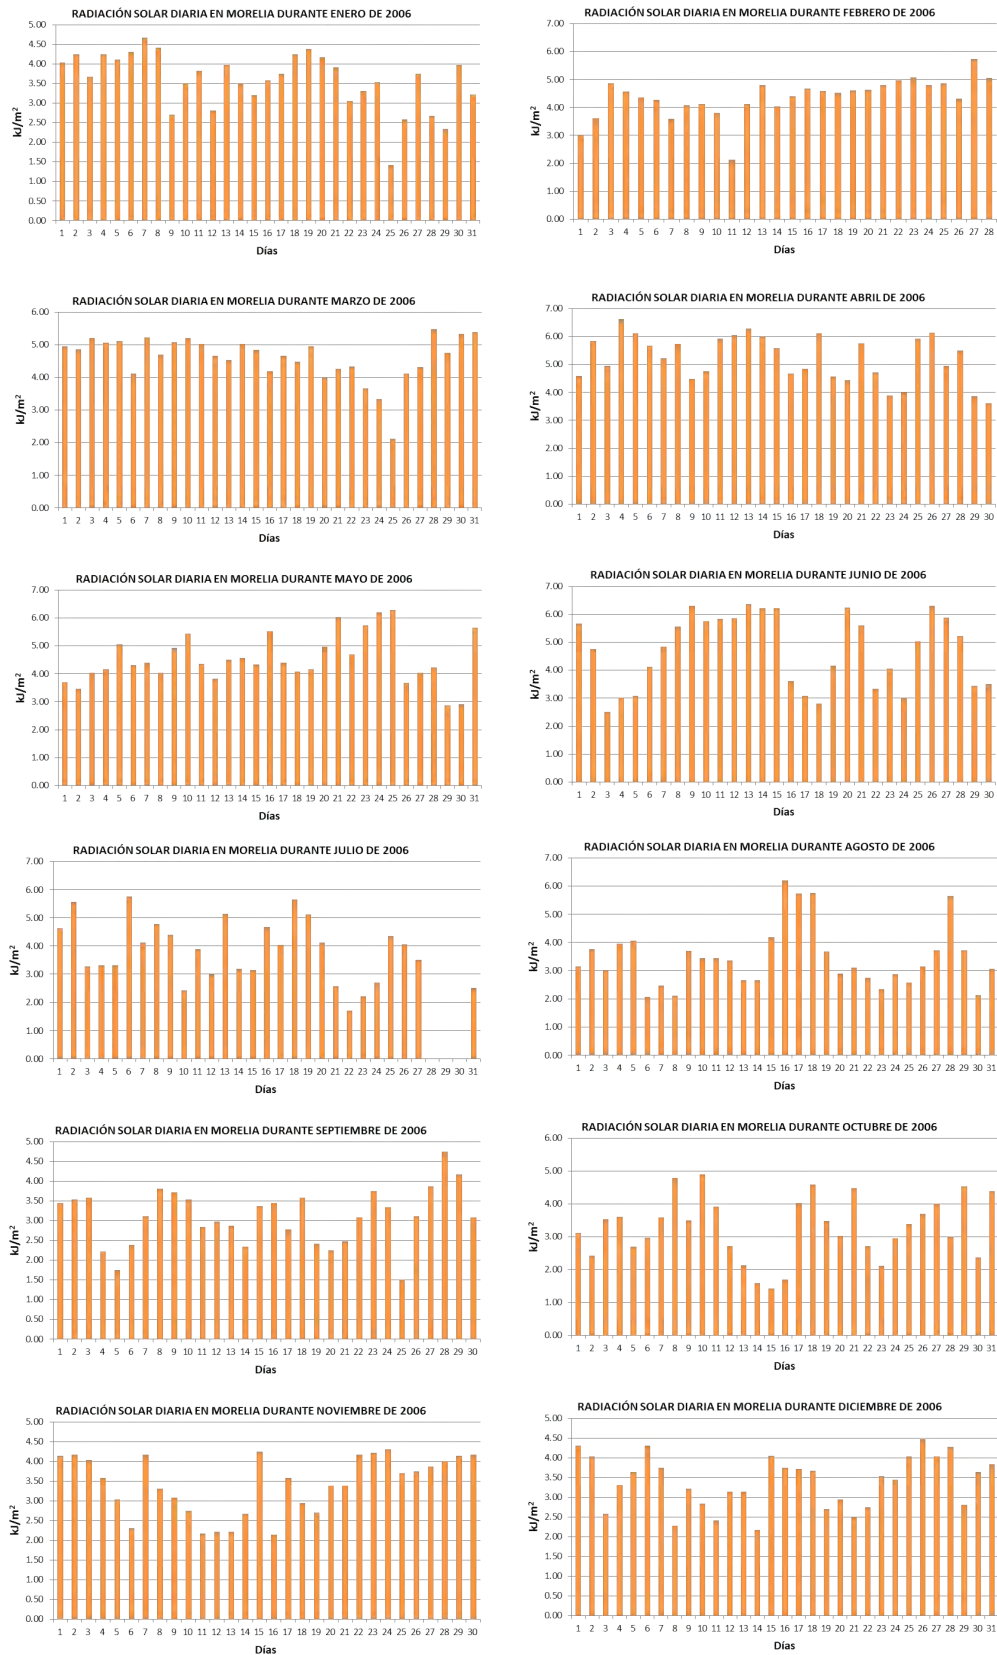 RADIACIÓN SOLAR DIARIA EN MORELIA DURANTE ENERO DE 2006
5.00
4.50
4.00
3.50
3.00
2.50
2.00
1.50
1.00
0.50
0.00
kJ/m²
1 2 3 4 5 6 7 8 9 10 11 12 13 14 15 16 17 18 19 20 21 22 23 24 25 26 27 28 29 30 31
Días
RADIACIÓN SOLAR DIARIA EN MORELIA DURANTE FEBRERO DE 2006
7.00
6.00
5.00
4.00
3.00
2.00
1.00
0.00
kJ/m²
1 2 3 4 5 6 7 8 9 10 11 12 13 14 15 16 17 18 19 20 21 22 23 24 25 26 27 28
Días
RADIACIÓN SOLAR DIARIA EN MORELIA DURANTE MARZO DE 2006
6.00
5.00
4.00
3.00
2.00
1.00
0.00
kJ/m²
1 2 3 4 5 6 7 8 9 10 11 12 13 14 15 16 17 18 19 20 21 22 23 24 25 26 27 28 29 30 31
Días
RADIACIÓN SOLAR DIARIA EN MORELIA DURANTE ABRIL DE 2006
7.00
6.00
5.00
4.00
3.00
2.00
1.00
0.00
kJ/m²
1 2 3 4 5 6 7 8 9 10 11 12 13 14 15 16 17 18 19 20 21 22 23 24 25 26 27 28 29 30
Días
RADIACIÓN SOLAR DIARIA EN MORELIA DURANTE MAYO DE 2006
7.00
6.00
5.00
4.00
3.00
2.00
1.00
0.00
kJ/m²
1 2 3 4 5 6 7 8 9 10 11 12 13 14 15 16 17 18 19 20 21 22 23 24 25 26 27 28 29 30 31
Días
RADIACIÓN SOLAR DIARIA EN MORELIA DURANTE JUNIO DE 2006
7.00
6.00
5.00
4.00
3.00
2.00
1.00
0.00
kJ/m²
1 2 3 4 5 6 7 8 9 10 11 12 13 14 15 16 17 18 19 20 21 22 23 24 25 26 27 28 29 30
Días
RADIACIÓN SOLAR DIARIA EN MORELIA DURANTE JULIO DE 2006
7.00
6.00
5.00
4.00
3.00
2.00
1.00
0.00
kJ/m²
1 2 3 4 5 6 7 8 9 10 11 12 13 14 15 16 17 18 19 20 21 22 23 24 25 26 27 28 29 30 31
Días
RADIACIÓN SOLAR DIARIA EN MORELIA DURANTE AGOSTO DE 2006
7.00
6.00
5.00
4.00
3.00
2.00
1.00
0.00
kJ/m²
1 2 3 4 5 6 7 8 9 10 11 12 13 14 15 16 17 18 19 20 21 22 23 24 25 26 27 28 29 30 31
Días
RADIACIÓN SOLAR DIARIA EN MORELIA DURANTE SEPTIEMBRE DE 2006
5.00
4.50
4.00
3.50
3.00
2.50
2.00
1.50
1.00
0.50
0.00
kJ/m²
1 2 3 4 5 6 7 8 9 10 11 12 13 14 15 16 17 18 19 20 21 22 23 24 25 26 27 28 29 30
Días
RADIACIÓN SOLAR DIARIA EN MORELIA DURANTE OCTUBRE DE 2006
6.00
5.00
4.00
3.00
2.00
1.00
0.00
kJ/m²
1 2 3 4 5 6 7 8 9 10 11 12 13 14 15 16 17 18 19 20 21 22 23 24 25 26 27 28 29 30 31
Días
RADIACIÓN SOLAR DIARIA EN MORELIA DURANTE NOVIEMBRE DE 2006
5.00
4.50
4.00
3.50
3.00
2.50
2.00
1.50
1.00
0.50
0.00
kJ/m²
1 2 3 4 5 6 7 8 9 10 11 12 13 14 15 16 17 18 19 20 21 22 23 24 25 26 27 28 29 30
Días
RADIACIÓN SOLAR DIARIA EN MORELIA DURANTE DICIEMBRE DE 2006
5.00
4.50
4.00
3.50
3.00
2.50
2.00
1.50
1.00
0.50
0.00
kJ/m²
1 2 3 4 5 6 7 8 9 10 11 12 13 14 15 16 17 18 19 20 21 22 23 24 25 26 27 28 29 30 31
Días